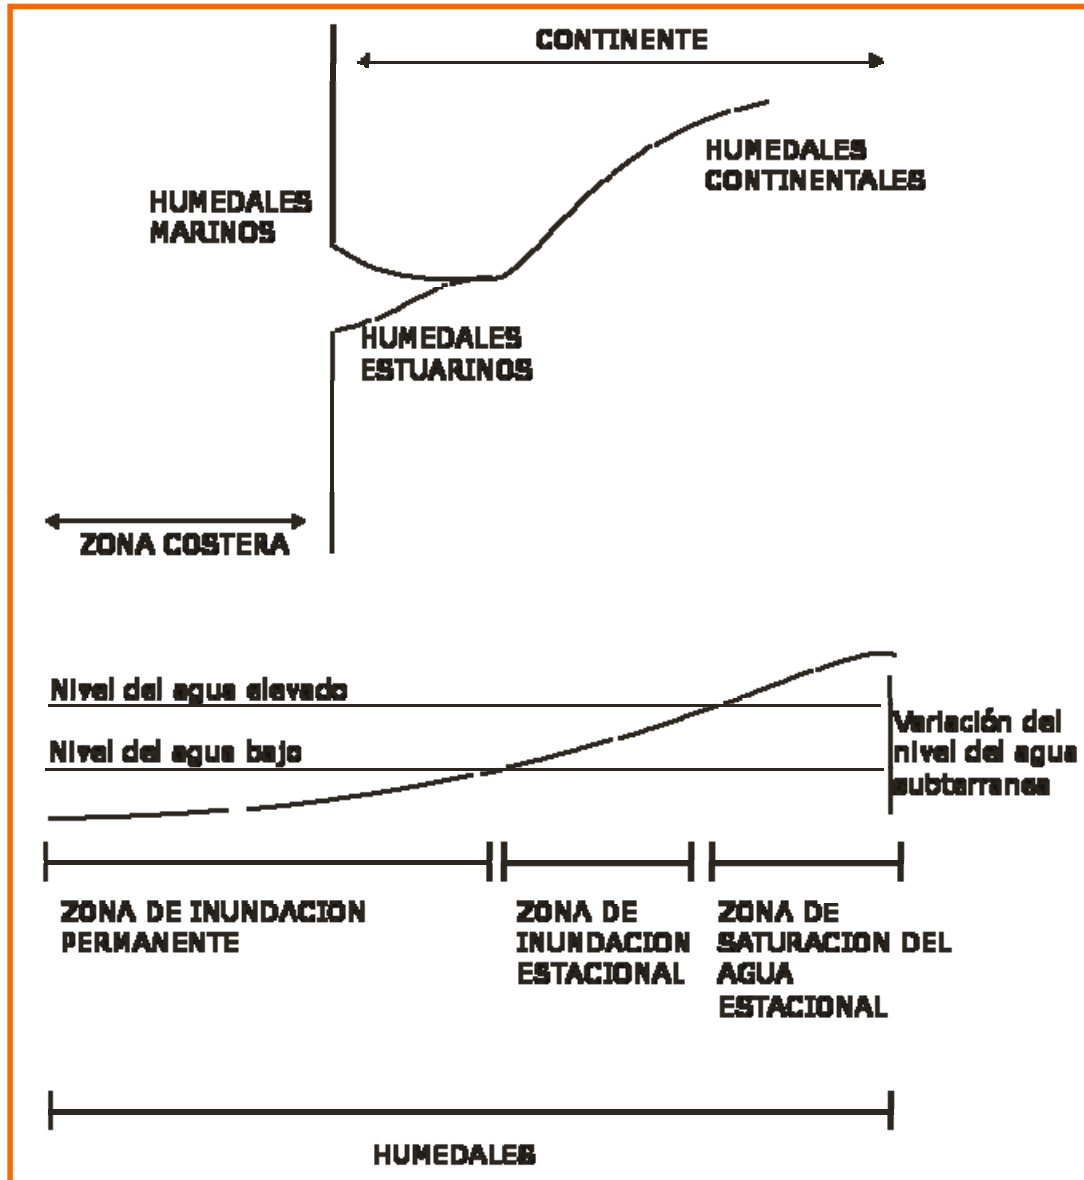 CONTINENTE
HUMEDALES
CONTINENTALES
HUMEDALES
MARINOS
HUMEDALES
ESTUARINOS
ZONA COSTERA
Nivel del agua elevado
Nivel del agua bajo
Variación del
nivel del agua
subterranea
ZONA DE INUNDACION
PERMANENTE
ZONA DE
INUNDACION
ESTACIONAL
ZONA DE
SATURACION DEL
AGUA
ESTACIONAL
HUMEDALES